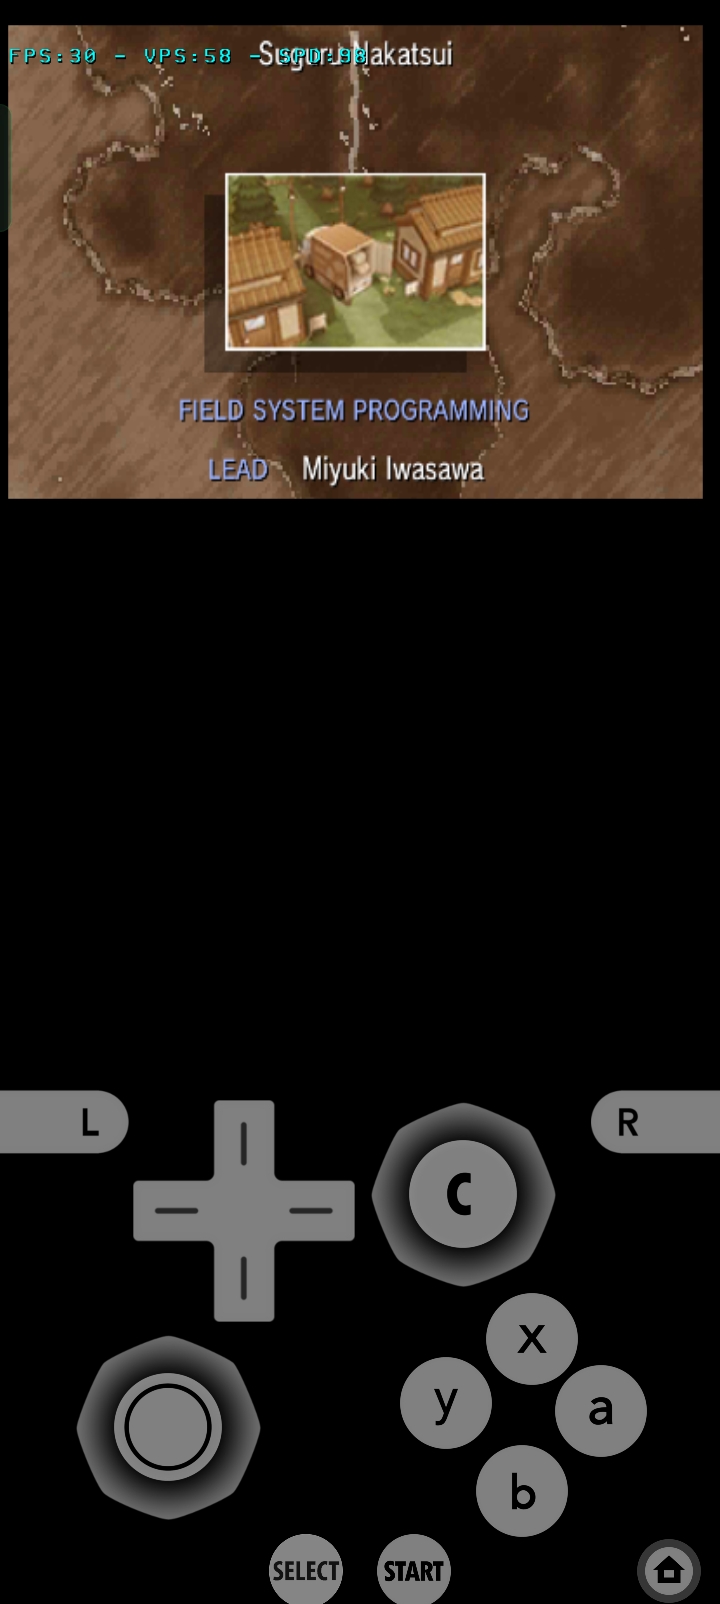 Suguru Nakatsui
FPS:30 - VPS:58 - SPD:98
FIELD SYSTEM PROGRAMMING
LEAD Miyuki Iwasawa
L
R
C
x
y
a
b
SELECT
START